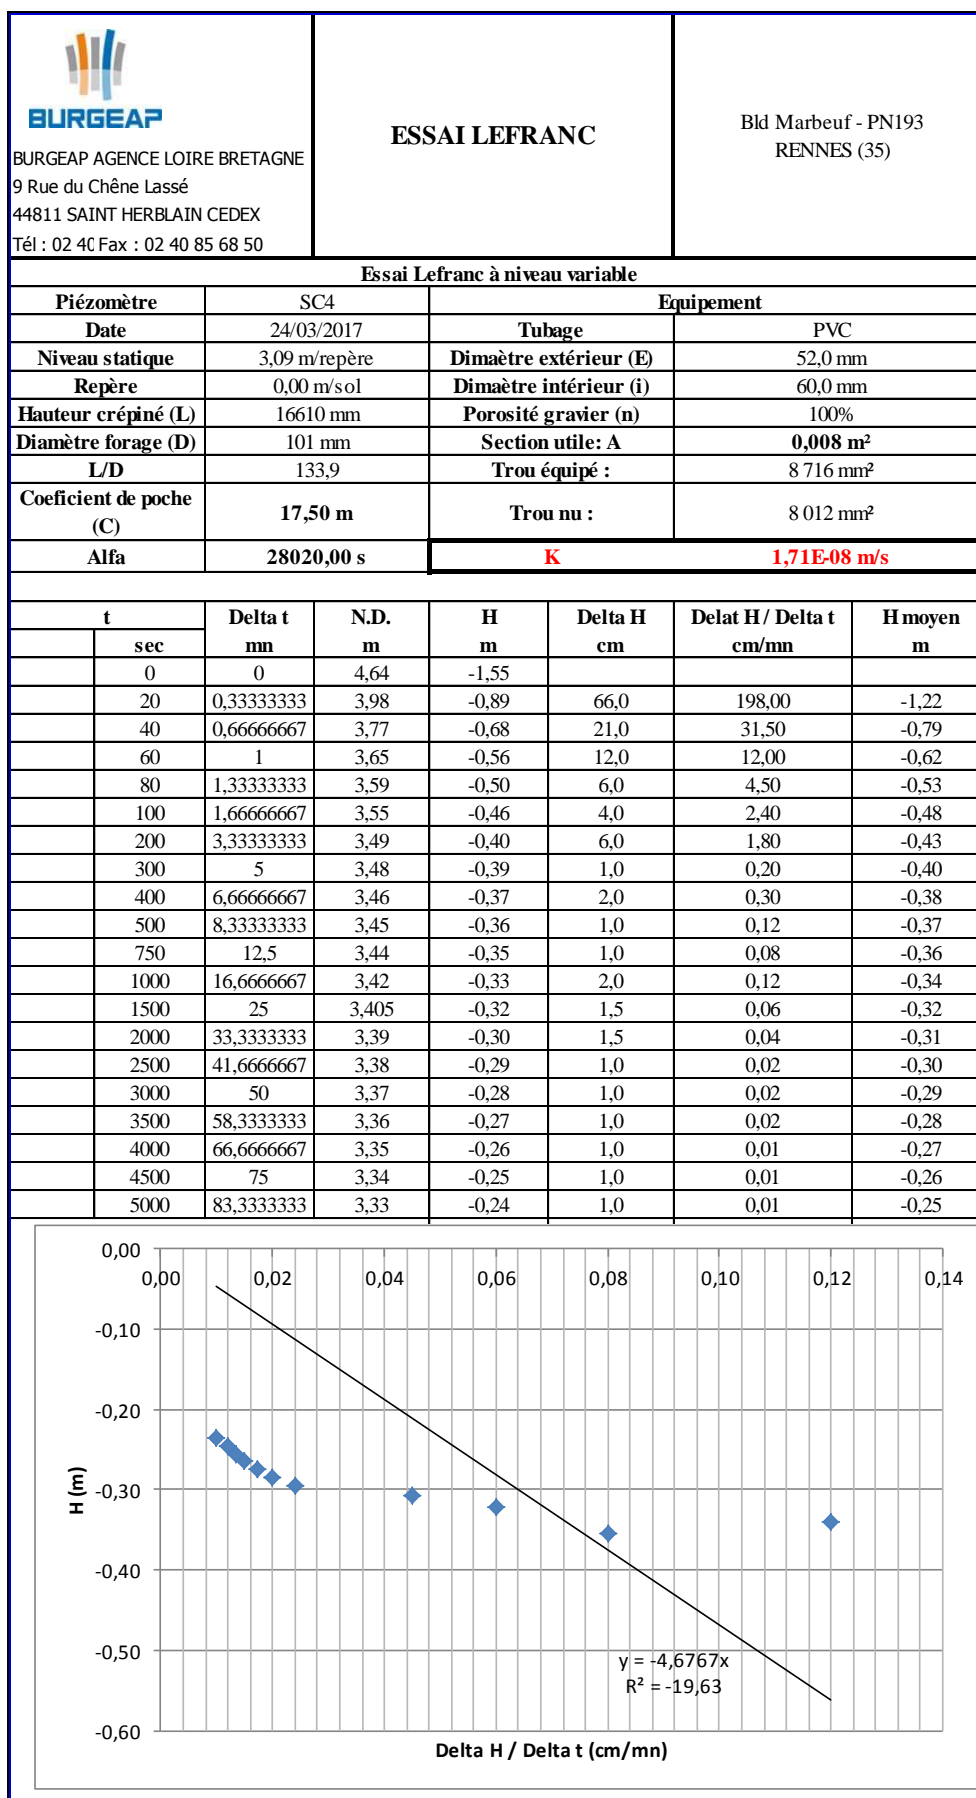 BURGEAP
BURGEAP AGENCE LOIRE BRETAGNE
9 Rue du Chêne Lassé
44811 SAINT HERBLAIN CEDEX
Tél : 02 40 Fax : 02 40 85 68 50
ESSAI LEFRANC
Bld Marbeuf - PN193
RENNES (35)
Essai Lefranc à niveau variable
Piézomètre SC4 Equipement
Date 24/03/2017 Tubage PVC
Niveau statique 3,09 m/repère Dimaètre extérieur (E) 52,0 mm
Repère 0,00 m/sol Dimaètre intérieur (i) 60,0 mm
Hauteur crépiné (L) 16610 mm Porosité gravier (n) 100%
Diamètre forage (D) 101 mm Section utile: A 0,008 m²
L/D 133,9 Trou équipé : 8 716 mm²
Coeficient de poche (C) 17,50 m Trou nu : 8 012 mm²
Alfa 28020,00 s K 1,71E-08 m/s
t Delta t N.D. H Delta H Delat H / Delta t H moyen
sec mn m m cm cm/mn m
0 0 4,64 -1,55
20 0,33333333 3,98 -0,89 66,0 198,00 -1,22
40 0,66666667 3,77 -0,68 21,0 31,50 -0,79
60 1 3,65 -0,56 12,0 12,00 -0,62
80 1,33333333 3,59 -0,50 6,0 4,50 -0,53
100 1,66666667 3,55 -0,46 4,0 2,40 -0,48
200 3,33333333 3,49 -0,40 6,0 1,80 -0,43
300 5 3,48 -0,39 1,0 0,20 -0,40
400 6,66666667 3,46 -0,37 2,0 0,30 -0,38
500 8,33333333 3,45 -0,36 1,0 0,12 -0,37
750 12,5 3,44 -0,35 1,0 0,08 -0,36
1000 16,6666667 3,42 -0,33 2,0 0,12 -0,34
1500 25 3,405 -0,32 1,5 0,06 -0,32
2000 33,3333333 3,39 -0,30 1,5 0,04 -0,31
2500 41,6666667 3,38 -0,29 1,0 0,02 -0,30
3000 50 3,37 -0,28 1,0 0,02 -0,29
3500 58,3333333 3,36 -0,27 1,0 0,02 -0,28
4000 66,6666667 3,35 -0,26 1,0 0,01 -0,27
4500 75 3,34 -0,25 1,0 0,01 -0,26
5000 83,3333333 3,33 -0,24 1,0 0,01 -0,25
0,00
0,00 0,02 0,04 0,06 0,08 0,10 0,12 0,14
-0,10
-0,20
-0,30
-0,40
-0,50
-0,60
H (m)
y = -4,6767x
R² = -19,63
Delta H / Delta t (cm/mn)